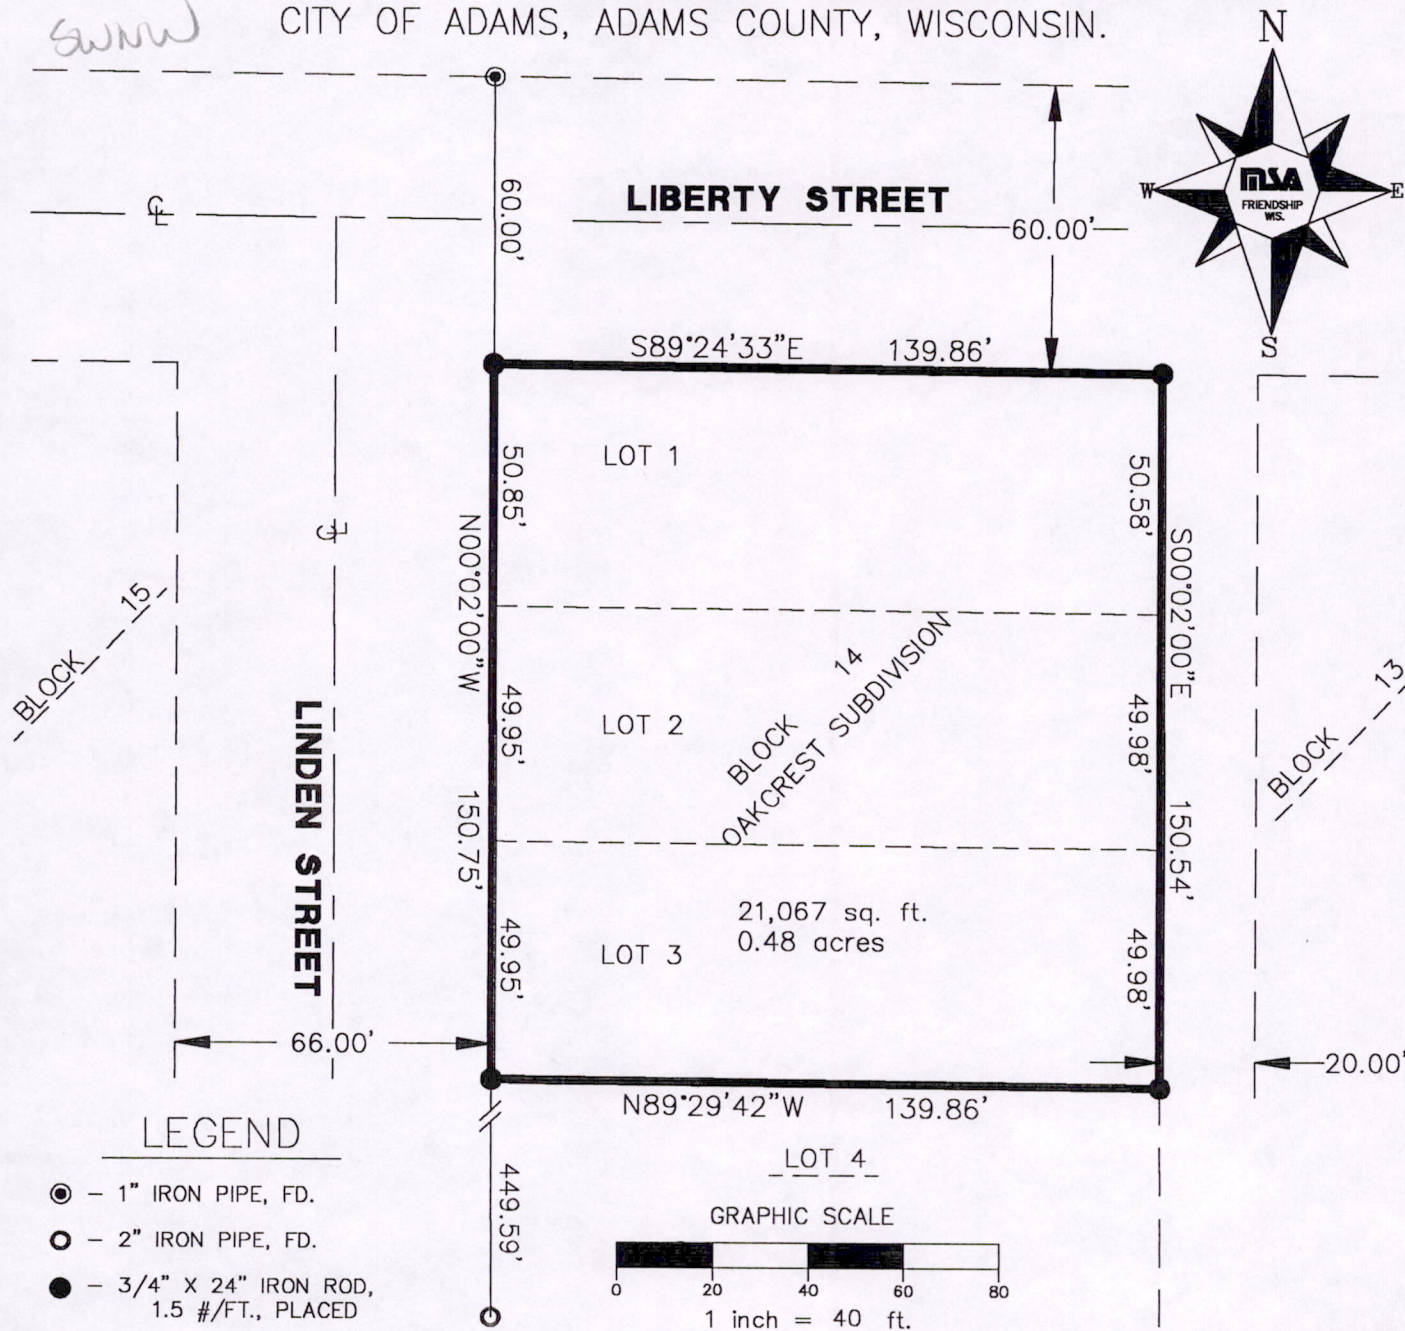 SWNW
CITY OF ADAMS, ADAMS COUNTY, WISCONSIN.
N
W
E
S
MSA
FRIENDSHIP
WIS.
LIBERTY STREET
60.00'
60.00'
℄
S89°24'33"E 139.86'
LOT 1
50.85'
50.58'
N00°02'00"W 150.75'
S00°02'00"E 150.54'
℄
BLOCK 15
LINDEN STREET
LOT 2
49.95'
49.98'
BLOCK 14
OAKCREST SUBDIVISION
BLOCK 13
LOT 3
21,067 sq. ft.
0.48 acres
49.95'
49.98'
66.00'
20.00'
N89°29'42"W 139.86'
LOT 4
449.59'
LEGEND
– 1" IRON PIPE, FD.
– 2" IRON PIPE, FD.
– 3/4" X 24" IRON ROD,
1.5 #/FT., PLACED
GRAPHIC SCALE
0 20 40 60 80
1 inch = 40 ft.